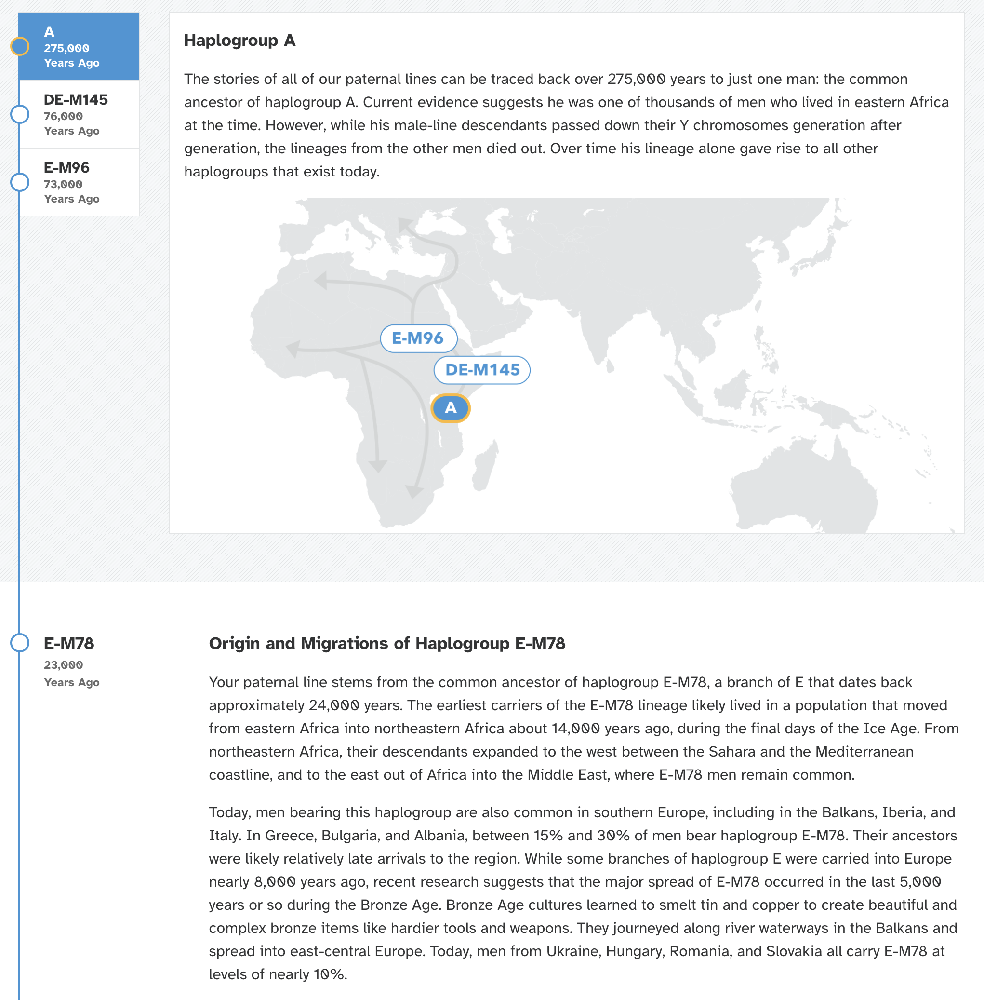 A
275,000
Years Ago
DE-M145
76,000
Years Ago
E-M96
73,000
Years Ago
Haplogroup A
The stories of all of our paternal lines can be traced back over 275,000 years to just one man: the common
ancestor of haplogroup A. Current evidence suggests he was one of thousands of men who lived in eastern Africa
at the time. However, while his male-line descendants passed down their Y chromosomes generation after
generation, the lineages from the other men died out. Over time his lineage alone gave rise to all other
haplogroups that exist today.
E-M96
DE-M145
A
E-M78
23,000
Years Ago
Origin and Migrations of Haplogroup E-M78
Your paternal line stems from the common ancestor of haplogroup E-M78, a branch of E that dates back
approximately 24,000 years. The earliest carriers of the E-M78 lineage likely lived in a population that moved
from eastern Africa into northeastern Africa about 14,000 years ago, during the final days of the Ice Age. From
northeastern Africa, their descendants expanded to the west between the Sahara and the Mediterranean
coastline, and to the east out of Africa into the Middle East, where E-M78 men remain common.
Today, men bearing this haplogroup are also common in southern Europe, including in the Balkans, Iberia, and
Italy. In Greece, Bulgaria, and Albania, between 15% and 30% of men bear haplogroup E-M78. Their ancestors
were likely relatively late arrivals to the region. While some branches of haplogroup E were carried into Europe
nearly 8,000 years ago, recent research suggests that the major spread of E-M78 occurred in the last 5,000
years or so during the Bronze Age. Bronze Age cultures learned to smelt tin and copper to create beautiful and
complex bronze items like hardier tools and weapons. They journeyed along river waterways in the Balkans and
spread into east-central Europe. Today, men from Ukraine, Hungary, Romania, and Slovakia all carry E-M78 at
levels of nearly 10%.